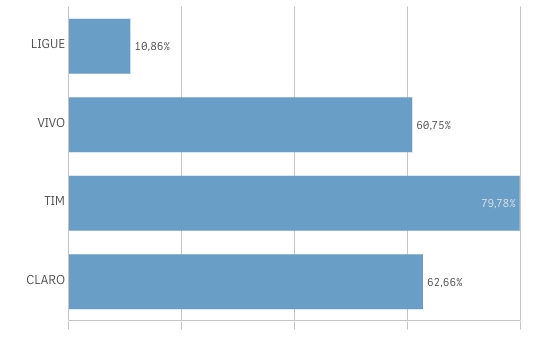 LIGUE 10,86%
VIVO 60,75%
TIM 79,78%
CLARO 62,66%